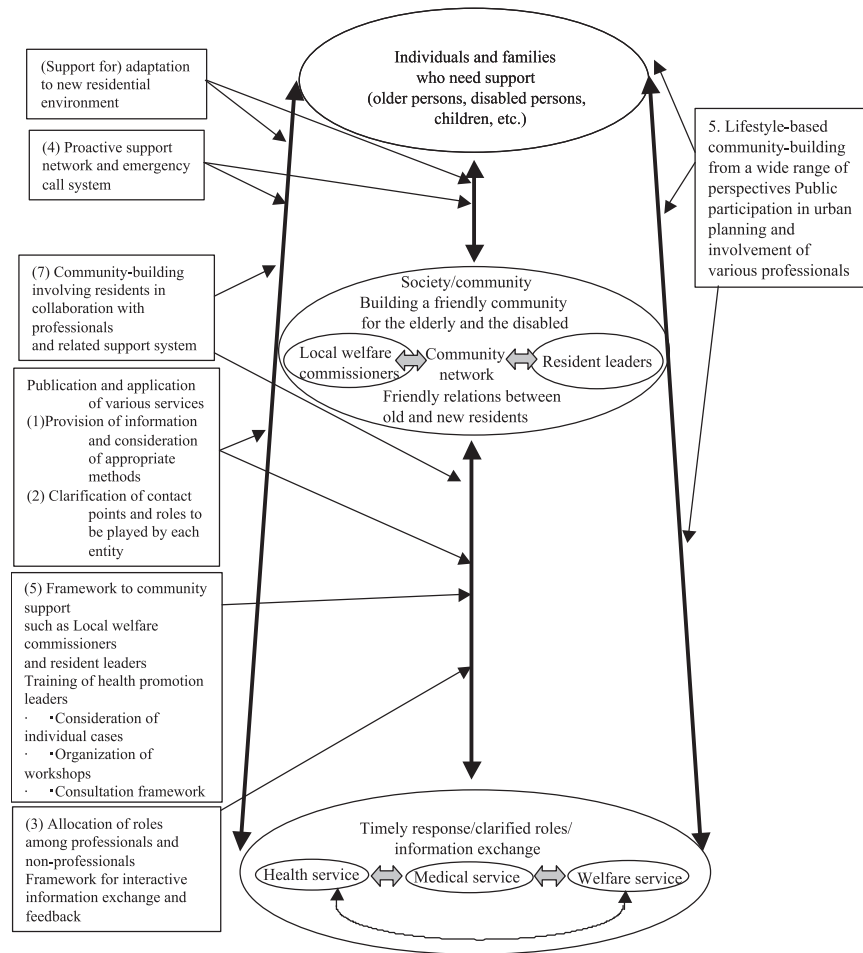 Individuals and families
who need support
(older persons, disabled persons,
children, etc.)
(Support for) adaptation
to new residential
environment
(4) Proactive support
network and emergency
call system
5. Lifestyle-based
community-building
from a wide range of
perspectives Public
participation in urban
planning and
involvement of
various professionals
(7) Community-building
involving residents in
collaboration with
professionals
and related support system
Society/community
Building a friendly community
for the elderly and the disabled
Local welfare
commissioners
Community
network
Resident leaders
Friendly relations between
old and new residents
Publication and application
of various services
(1)Provision of information
and consideration
of appropriate
methods
(2) Clarification of contact
points and roles to
be played by each
entity
(5) Framework to community
support
such as Local welfare
commissioners
and resident leaders
Training of health promotion
leaders
· ・Consideration of
individual cases
· ・Organization of
workshops
· ・Consultation framework
(3) Allocation of roles
among professionals and
non-professionals
Framework for interactive
information exchange and
feedback
Timely response/clarified roles/
information exchange
Health service
Medical service
Welfare service